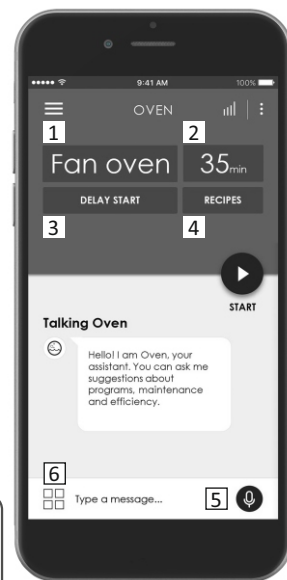 9:41 AM
100%
OVEN
1
2
Fan oven
35min
DELAY START
RECIPES
3
4
START
Talking Oven
Hello! I am Oven, your
assistant. You can ask me
suggestions about
programs, maintenance
and efficiency.
6
Type a message...
5